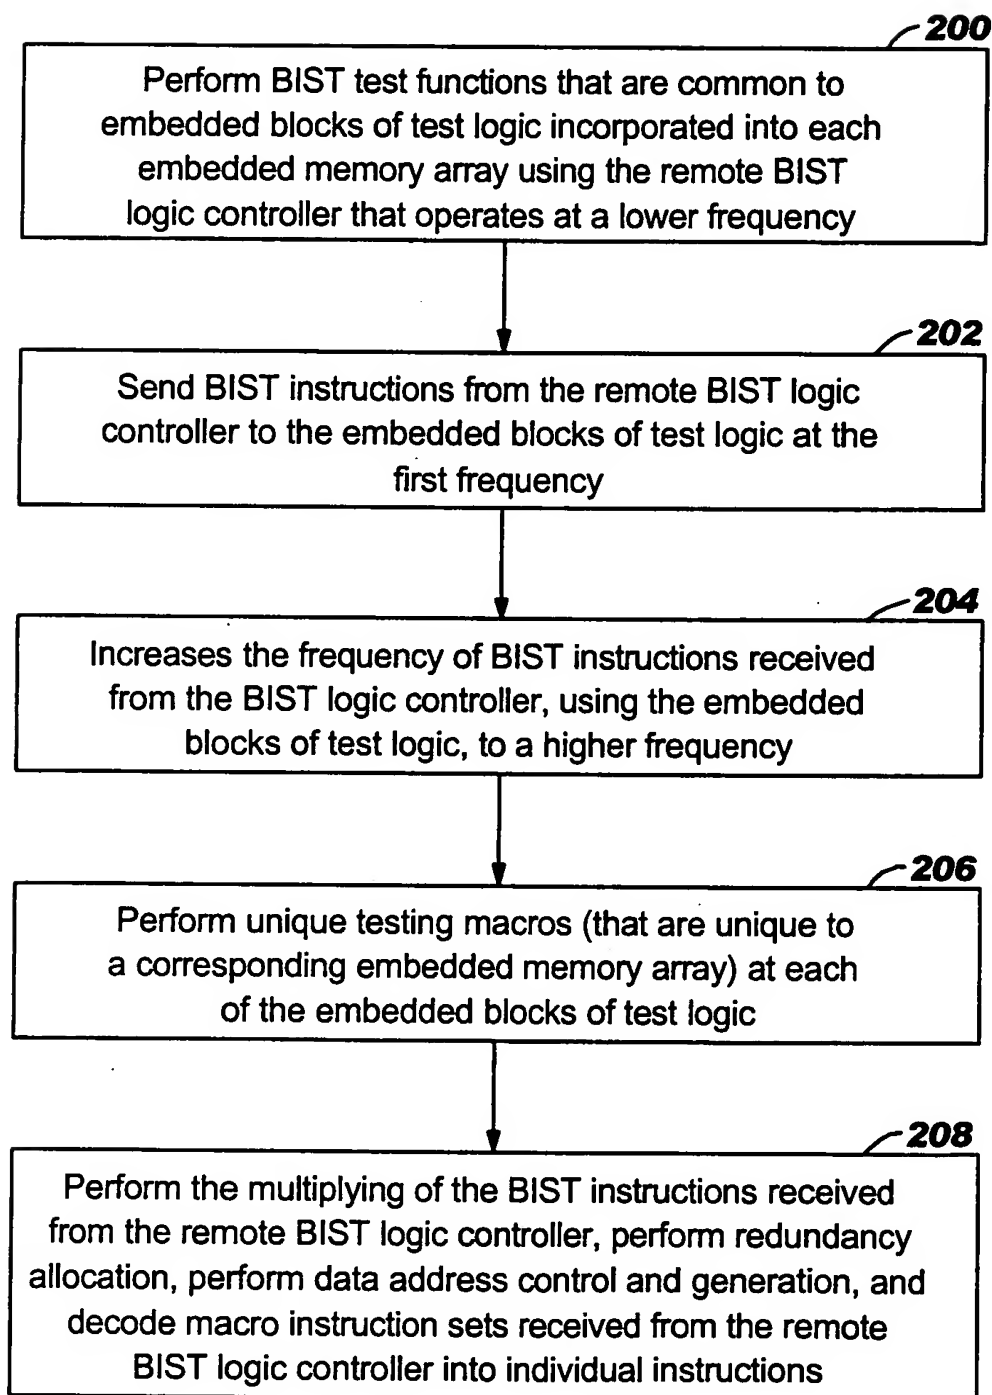 200
Perform BIST test functions that are common to
embedded blocks of test logic incorporated into each
embedded memory array using the remote BIST
logic controller that operates at a lower frequency
202
Send BIST instructions from the remote BIST logic
controller to the embedded blocks of test logic at the
first frequency
204
Increases the frequency of BIST instructions received
from the BIST logic controller, using the embedded
blocks of test logic, to a higher frequency
206
Perform unique testing macros (that are unique to
a corresponding embedded memory array) at each
of the embedded blocks of test logic
208
Perform the multiplying of the BIST instructions received
from the remote BIST logic controller, perform redundancy
allocation, perform data address control and generation, and
decode macro instruction sets received from the remote
BIST logic controller into individual instructions